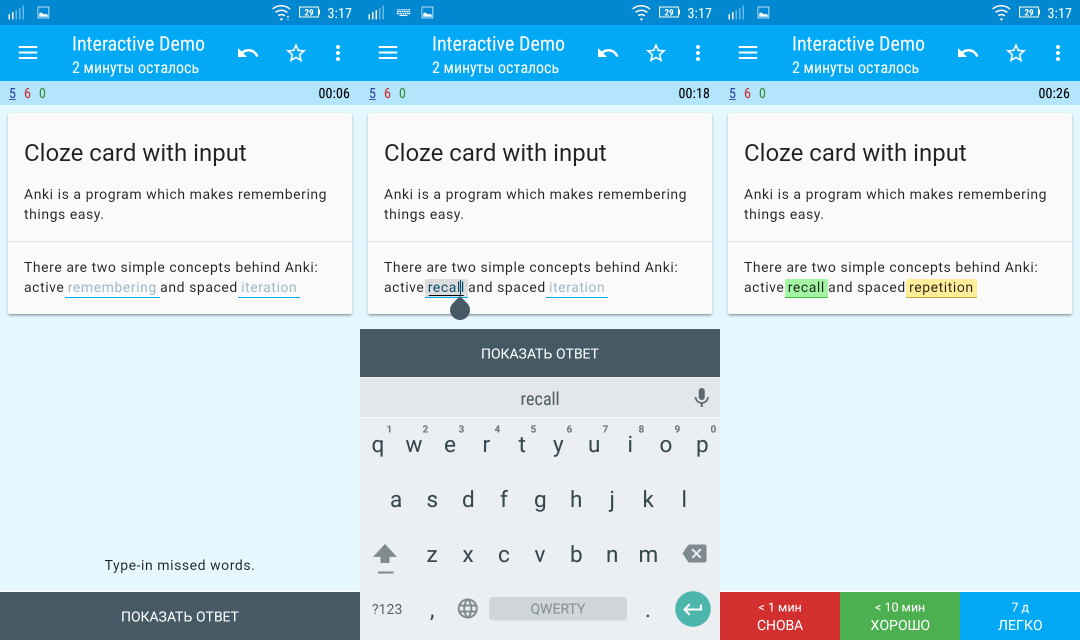 29 3:17
Interactive Demo
2 минуты осталось
5 6 0 00:06
Cloze card with input
Anki is a program which makes remembering
things easy.
There are two simple concepts behind Anki:
active remembering and spaced iteration
Type-in missed words.
ПОКАЗАТЬ ОТВЕТ
29 3:17
Interactive Demo
2 минуты осталось
5 6 0 00:18
Cloze card with input
Anki is a program which makes remembering
things easy.
There are two simple concepts behind Anki:
active recall and spaced iteration
ПОКАЗАТЬ ОТВЕТ
recall
1 2 3 4 5 6 7 8 9 0
q w e r t y u i o p
a s d f g h j k l
z x c v b n m
?123 , QWERTY .
29 3:17
Interactive Demo
2 минуты осталось
5 6 0 00:26
Cloze card with input
Anki is a program which makes remembering
things easy.
There are two simple concepts behind Anki:
active recall and spaced repetition
< 1 мин < 10 мин 7 д
СНОВА ХОРОШО ЛЕГКО